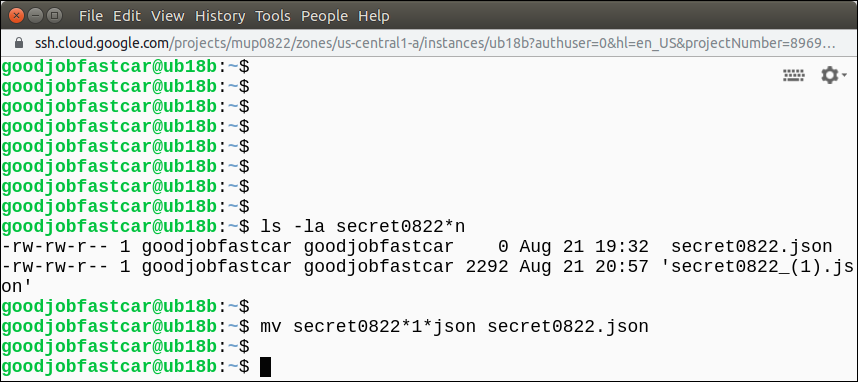 File Edit View History Tools People Help
ssh.cloud.google.com/projects/mup0822/zones/us-central1-a/instances/ub18b?authuser=0&hl=en_US&projectNumber=8969…
goodjobfastcar@ub18b:~$
goodjobfastcar@ub18b:~$
goodjobfastcar@ub18b:~$
goodjobfastcar@ub18b:~$
goodjobfastcar@ub18b:~$
goodjobfastcar@ub18b:~$
goodjobfastcar@ub18b:~$
goodjobfastcar@ub18b:~$
goodjobfastcar@ub18b:~$ ls -la secret0822*n
-rw-rw-r-- 1 goodjobfastcar goodjobfastcar    0 Aug 21 19:32  secret0822.json
-rw-rw-r-- 1 goodjobfastcar goodjobfastcar 2292 Aug 21 20:57 'secret0822_(1).js
on'
goodjobfastcar@ub18b:~$
goodjobfastcar@ub18b:~$ mv secret0822*1*json secret0822.json
goodjobfastcar@ub18b:~$
goodjobfastcar@ub18b:~$